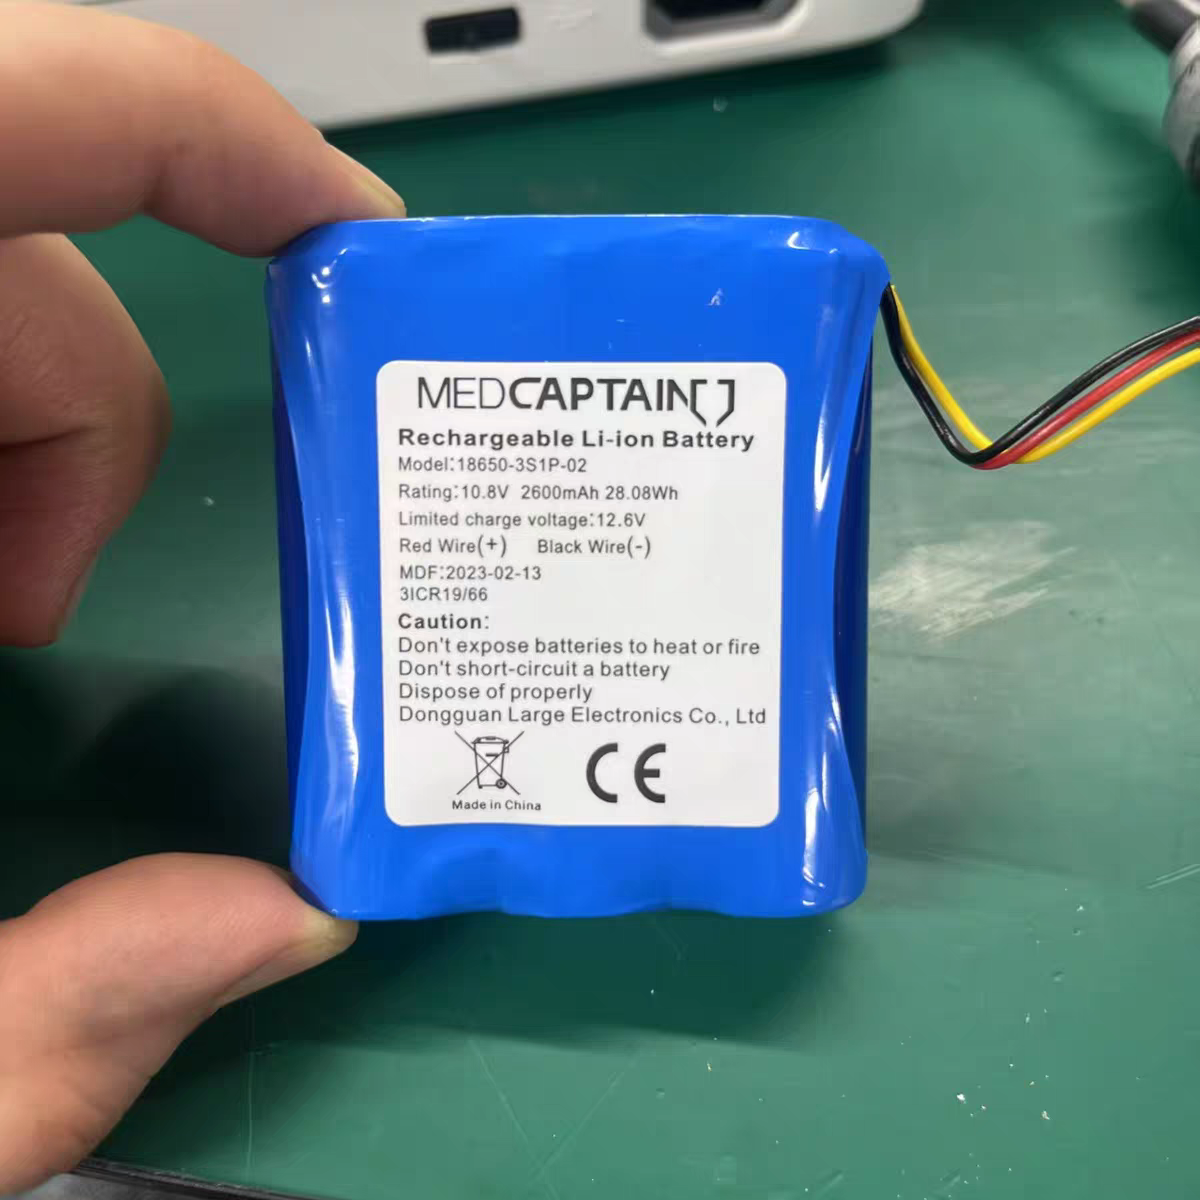 MEDCAPTAIN
Rechargeable Li-ion Battery
Model:18650-3S1P-02
Rating:10.8V 2600mAh 28.08Wh
Limited charge voltage:12.6V
Red Wire(+) Black Wire(-)
MDF:2023-02-13
3ICR19/66
Caution:
Don't expose batteries to heat or fire
Don't short-circuit a battery
Dispose of properly
Dongguan Large Electronics Co., Ltd
CE
Made in China